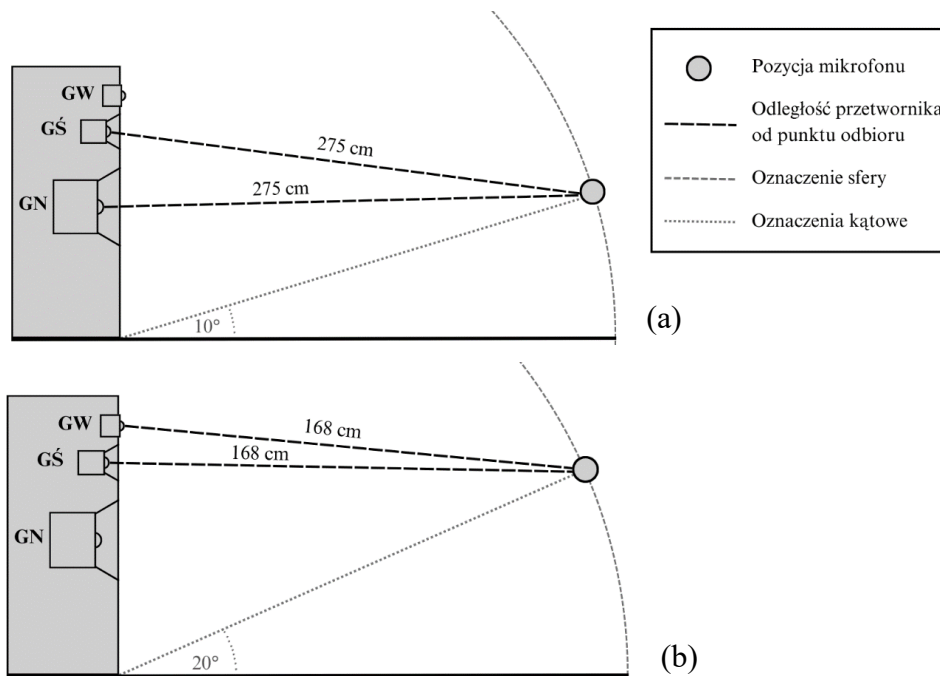 GW
GŚ
GN
275 cm
275 cm
10°
(a)
Pozycja mikrofonu
Odległość przetwornika
od punktu odbioru
Oznaczenie sfery
Oznaczenia kątowe
GW
GŚ
GN
168 cm
168 cm
20°
(b)